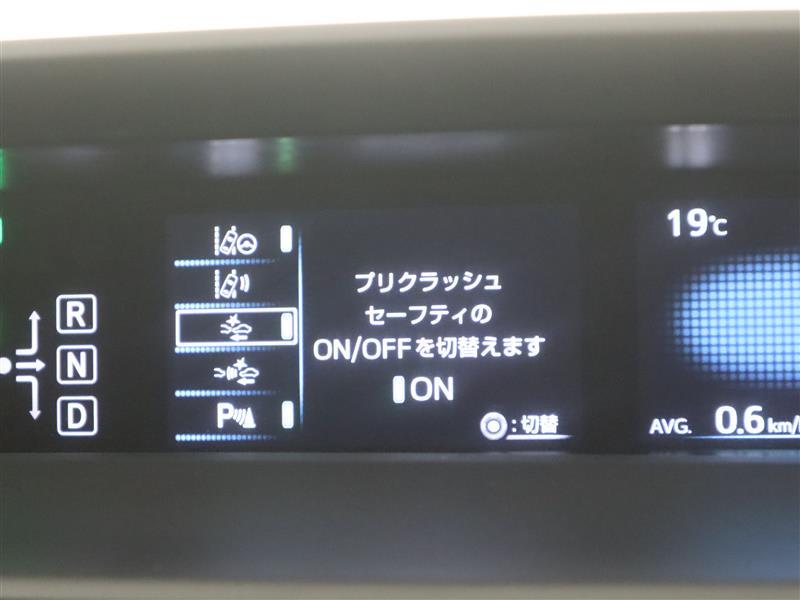 R
N
D
P
プリクラッシュ
セーフティの
ON/OFFを切替えます
ON
:切替
19℃
AVG. 0.6